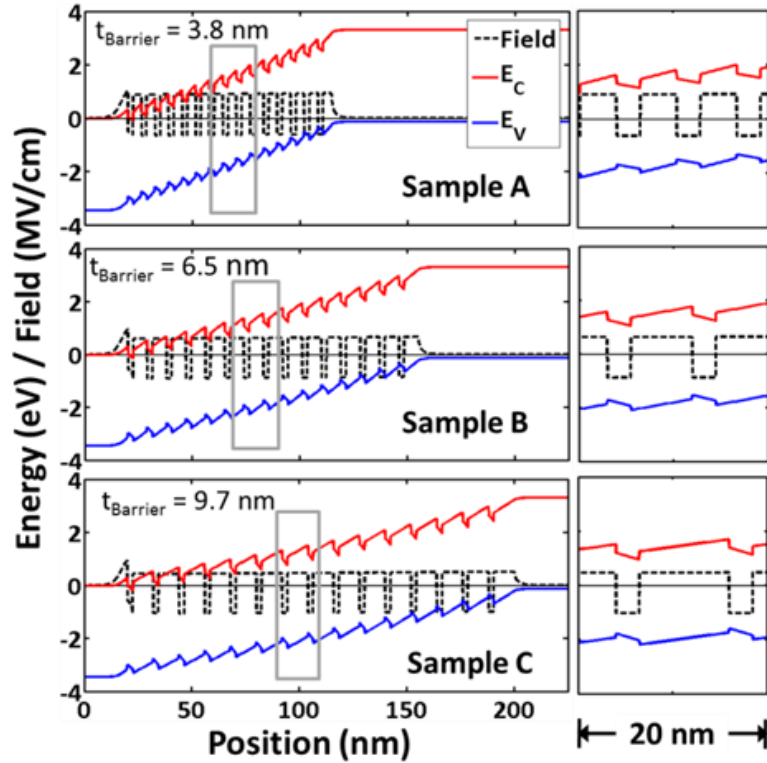 Energy (eV) / Field (MV/cm)
t_Barrier = 3.8 nm
4
2
0
-2
-4
Field
E_C
E_V
Sample A
t_Barrier = 6.5 nm
4
2
0
-2
-4
Sample B
t_Barrier = 9.7 nm
4
2
0
-2
-4
Sample C
0 50 100 150 200
Position (nm)
20 nm